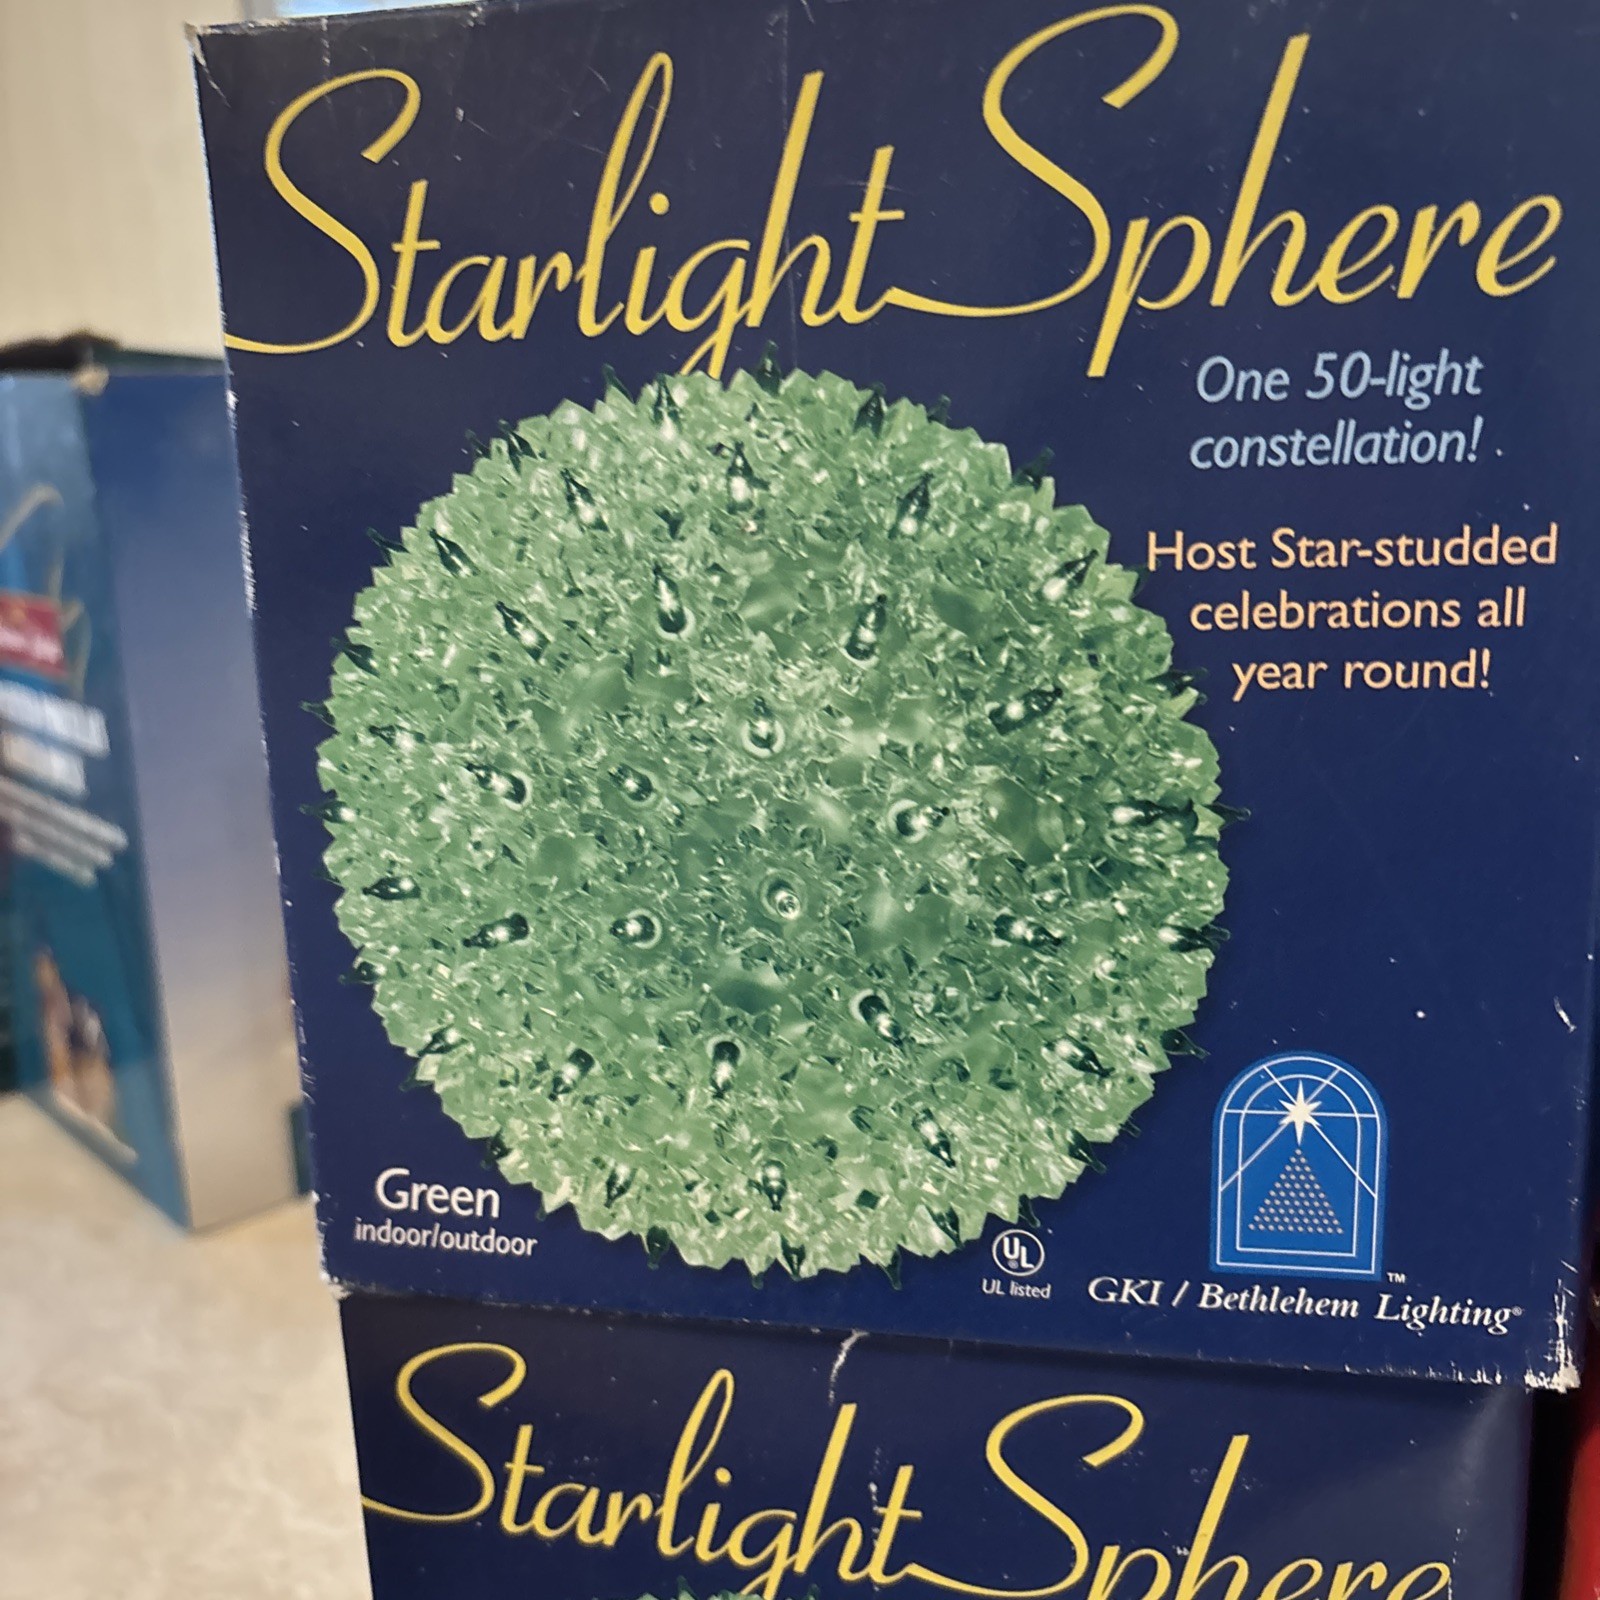 Starlight Sphere
One 50-light
constellation!
Host Star-studded
celebrations all
year round!
Green
indoor/outdoor
UL
UL listed
TM
GKI / Bethlehem Lighting®
Starlight Sphere